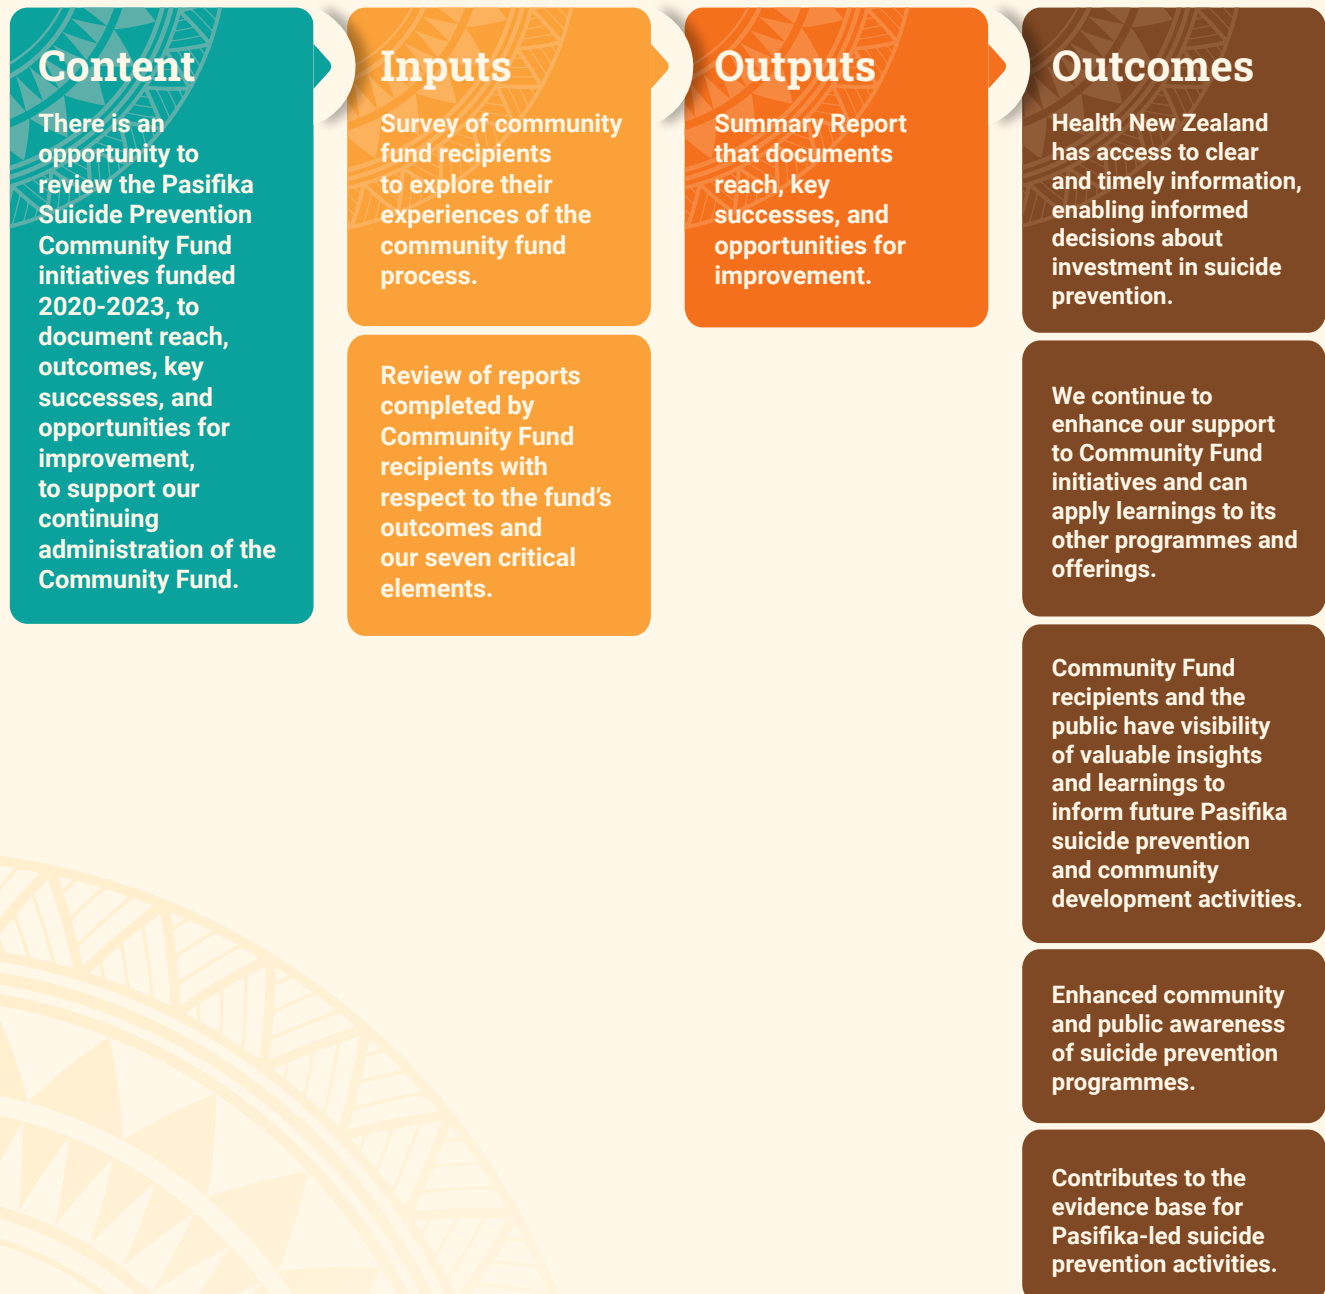 Content
There is an
opportunity to
review the Pasifika
Suicide Prevention
Community Fund
initiatives funded
2020-2023, to
document reach,
outcomes, key
successes, and
opportunities for
improvement,
to support our
continuing
administration of the
Community Fund.
Inputs
Survey of community
fund recipients
to explore their
experiences of the
community fund
process.
Review of reports
completed by
Community Fund
recipients with
respect to the fund’s
outcomes and
our seven critical
elements.
Outputs
Summary Report
that documents
reach, key
successes, and
opportunities for
improvement.
Outcomes
Health New Zealand
has access to clear
and timely information,
enabling informed
decisions about
investment in suicide
prevention.
We continue to
enhance our support
to Community Fund
initiatives and can
apply learnings to its
other programmes and
offerings.
Community Fund
recipients and the
public have visibility
of valuable insights
and learnings to
inform future Pasifika
suicide prevention
and community
development activities.
Enhanced community
and public awareness
of suicide prevention
programmes.
Contributes to the
evidence base for
Pasifika-led suicide
prevention activities.